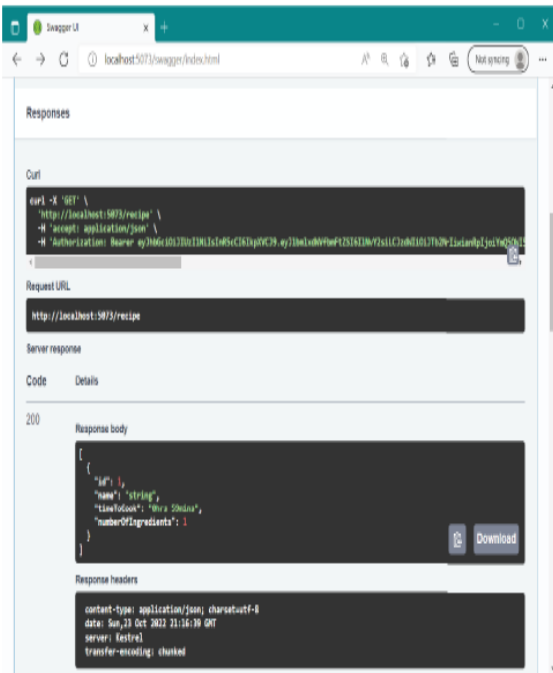 Swagger UI
localhost:5073/swagger/index.html
Not syncing
Responses
Curl
curl -X 'GET' \
'http://localhost:5073/recipe' \
-H 'accept: application/json' \
-H 'Authorization: Bearer
Request URL
http://localhost:5073/recipe
Server response
Code Details
200
Response body
[
{
"id": 1,
"name": "string",
"timeToCook": "0hrs 59mins",
"numberOfIngredients": 1
}
]
Download
Response headers
content-type: application/json; charset=utf-8
date: Sun,23 Oct 2022 21:16:39 GMT
server: Kestrel
transfer-encoding: chunked